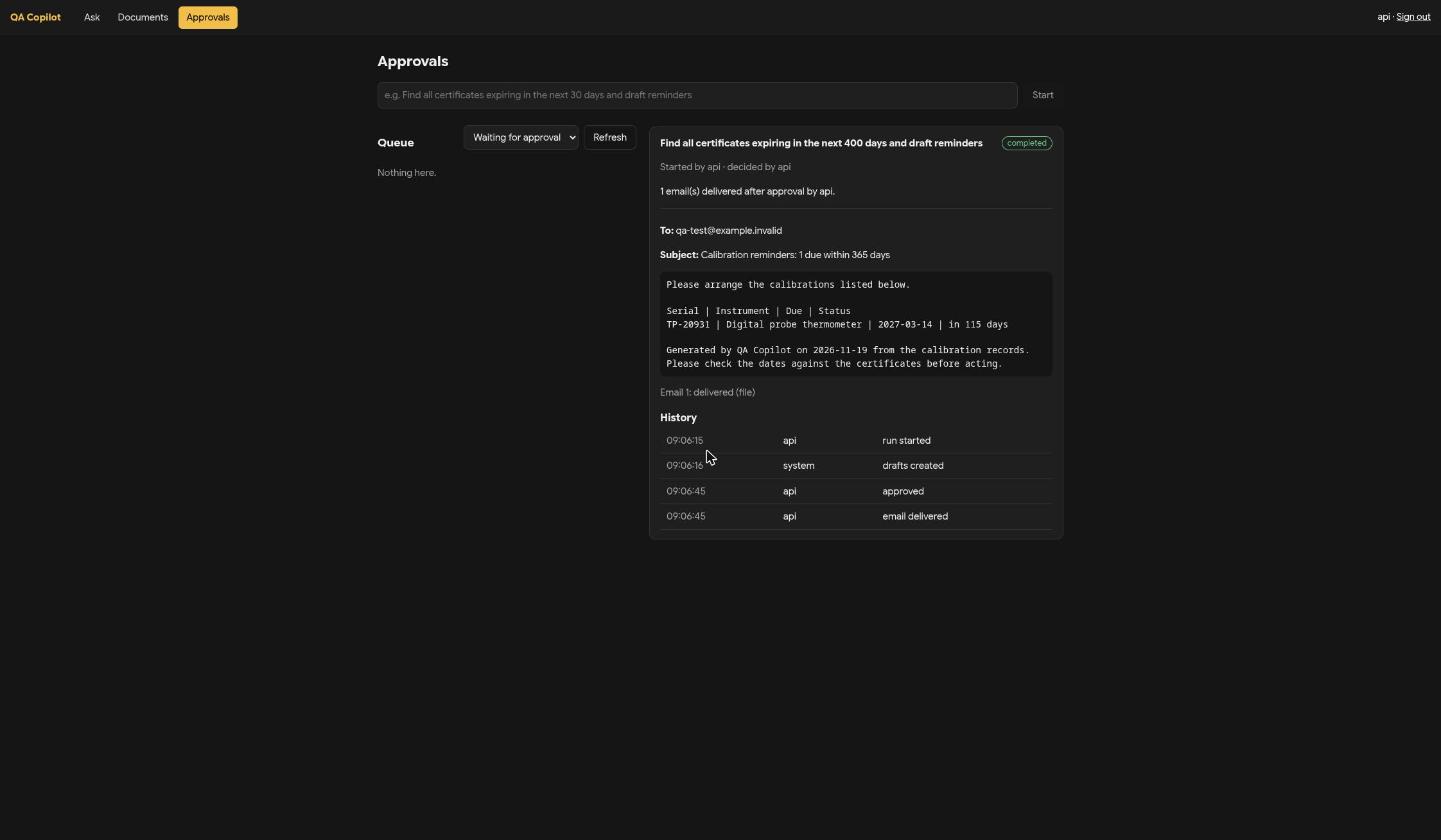 QA Copilot Ask Documents Approvals api · Sign out
Approvals
e.g. Find all certificates expiring in the next 30 days and draft reminders Start
Queue Waiting for approval Refresh
Nothing here.
Find all certificates expiring in the next 400 days and draft reminders completed
Started by api · decided by api
1 email(s) delivered after approval by api.
To: qa-test@example.invalid
Subject: Calibration reminders: 1 due within 365 days
Please arrange the calibrations listed below.
Serial | Instrument | Due | Status
TP-20931 | Digital probe thermometer | 2027-03-14 | in 115 days
Generated by QA Copilot on 2026-11-19 from the calibration records.
Please check the dates against the certificates before acting.
Email 1: delivered (file)
History
09:06:15 api run started
09:06:16 system drafts created
09:06:45 api approved
09:06:45 api email delivered